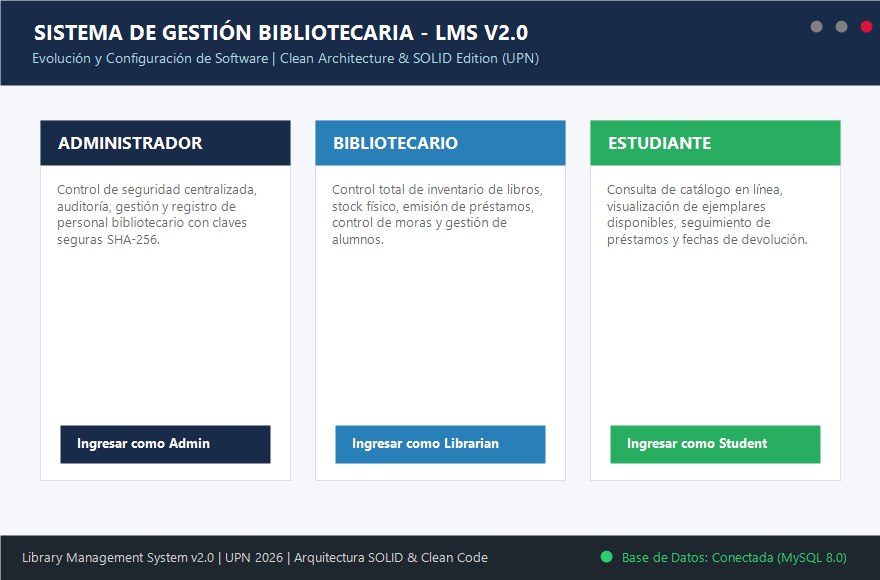 SISTEMA DE GESTIÓN BIBLIOTECARIA - LMS V2.0
Evolución y Configuración de Software | Clean Architecture & SOLID Edition (UPN)
ADMINISTRADOR
Control de seguridad centralizada,
auditoría, gestión y registro de
personal bibliotecario con claves
seguras SHA-256.
Ingresar como Admin
BIBLIOTECARIO
Control total de inventario de libros,
stock físico, emisión de préstamos,
control de moras y gestión de
alumnos.
Ingresar como Librarian
ESTUDIANTE
Consulta de catálogo en línea,
visualización de ejemplares
disponibles, seguimiento de
préstamos y fechas de devolución.
Ingresar como Student
Library Management System v2.0 | UPN 2026 | Arquitectura SOLID & Clean Code
Base de Datos: Conectada (MySQL 8.0)